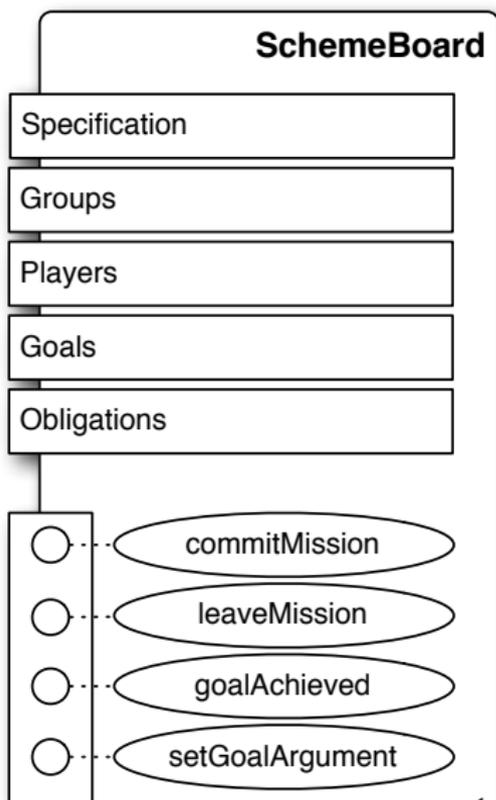 SchemeBoard
Specification
Groups
Players
Goals
Obligations
commitMission
leaveMission
goalAchieved
setGoalArgument